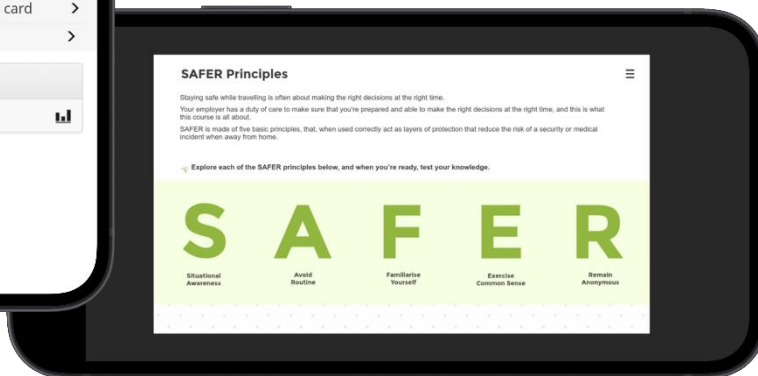 card
SAFER Principles
Staying safe while travelling is often about making the right decisions at the right time.
Your employer has a duty of care to make sure that you're prepared and able to make the right decisions at the right time, and this is what
this course is all about.
SAFER is made of five basic principles, that, when used correctly act as layers of protection that reduce the risk of a security or medical
incident when away from home.
Explore each of the SAFER principles below, and when you're ready, test your knowledge.
S A F E R
Situational Avoid Familiarise Exercise Remain
Awareness Routine Yourself Common Sense Anonymous